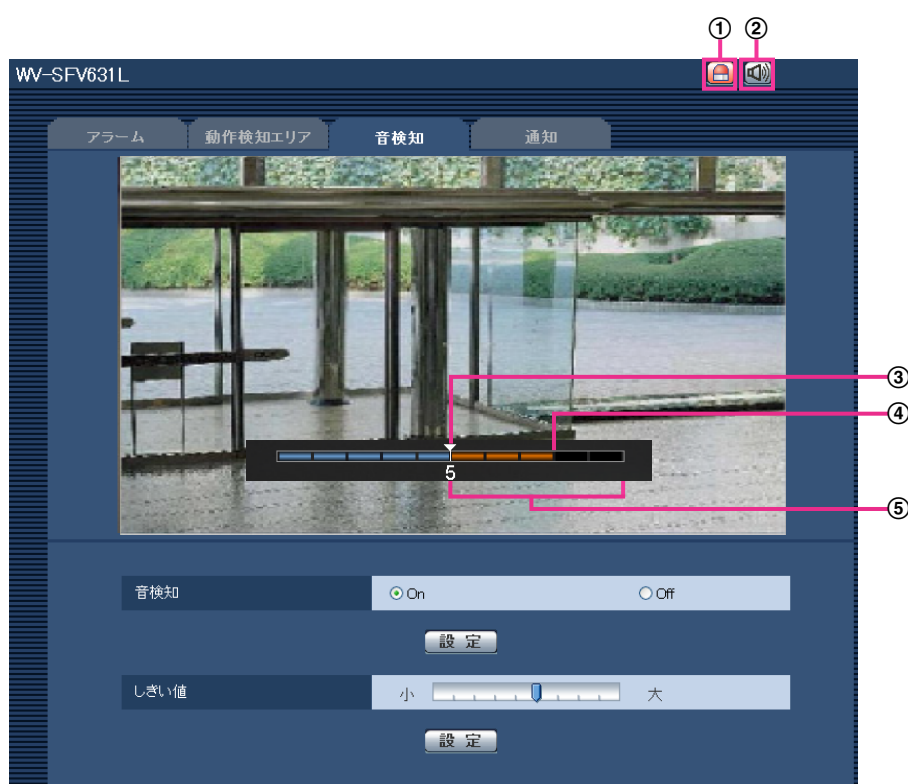 ① ②
WV-SFV631L
アラーム 動作検知エリア 音検知 通知
③
④
5
⑤
音検知 On Off
設定
しきい値 小 大
設定